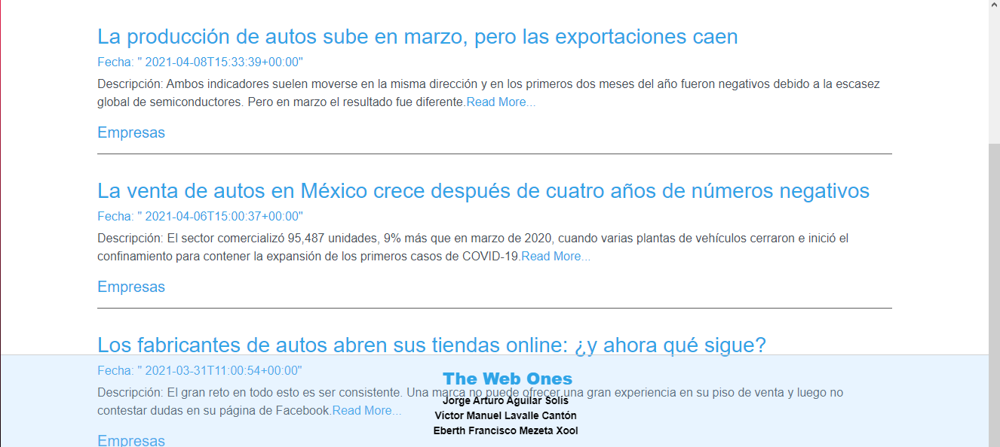 La producción de autos sube en marzo, pero las exportaciones caen
Fecha: " 2021-04-08T15:33:39+00:00"
Descripción: Ambos indicadores suelen moverse en la misma dirección y en los primeros dos meses del año fueron negativos debido a la escasez
global de semiconductores. Pero en marzo el resultado fue diferente.Read More...
Empresas
La venta de autos en México crece después de cuatro años de números negativos
Fecha: " 2021-04-06T15:00:37+00:00"
Descripción: El sector comercializó 95,487 unidades, 9% más que en marzo de 2020, cuando varias plantas de vehículos cerraron e inició el
confinamiento para contener la expansión de los primeros casos de COVID-19.Read More...
Empresas
Los fabricantes de autos abren sus tiendas online: ¿y ahora qué sigue?
Fecha: " 2021-03-31T11:00:54+00:00"
Descripción: El gran reto en todo esto es ser consistente. Una marca no puede ofrecer una gran experiencia en su piso de venta y luego no
contestar dudas en su página de Facebook.Read More...
Empresas
The Web Ones
Jorge Arturo Aguilar Solís
Víctor Manuel Lavalle Cantón
Eberth Francisco Mezeta Xool